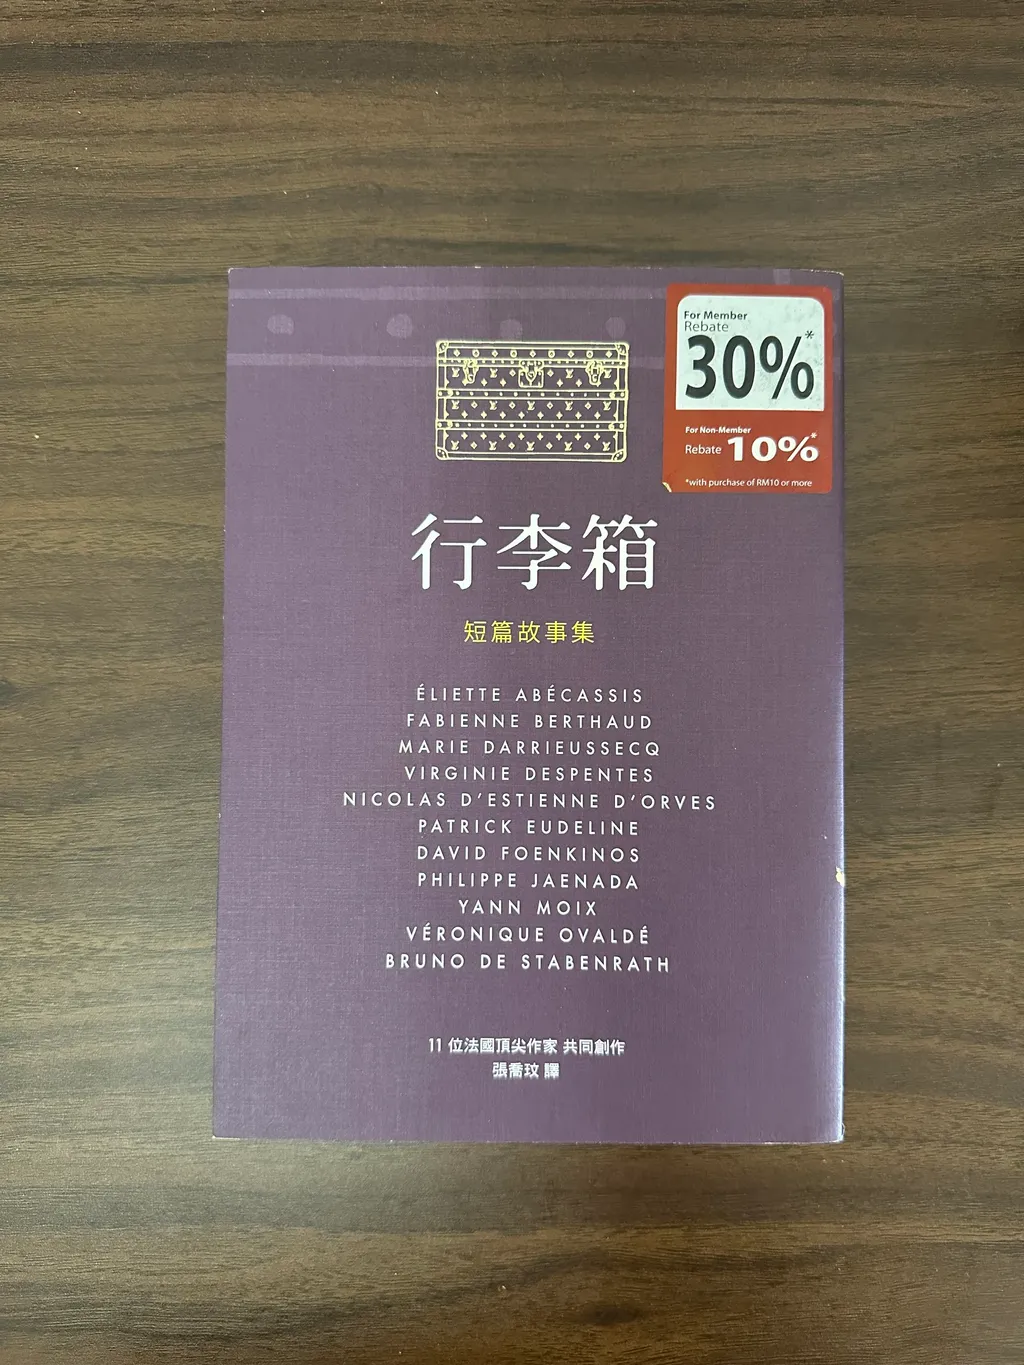 For Member
Rebate
30%*
For Non-Member
Rebate 10%*
*with purchase of RM10 or more
行李箱
短篇故事集
ÉLIETTE ABÉCASSIS
FABIENNE BERTHAUD
MARIE DARRIEUSSECQ
VIRGINIE DESPENTES
NICOLAS D'ESTIENNE D'ORVES
PATRICK EUDELINE
DAVID FOENKINOS
PHILIPPE JAENADA
YANN MOIX
VÉRONIQUE OVALDÉ
BRUNO DE STABENRATH
11 位法國頂尖作家 共同創作
張喬玟 譯